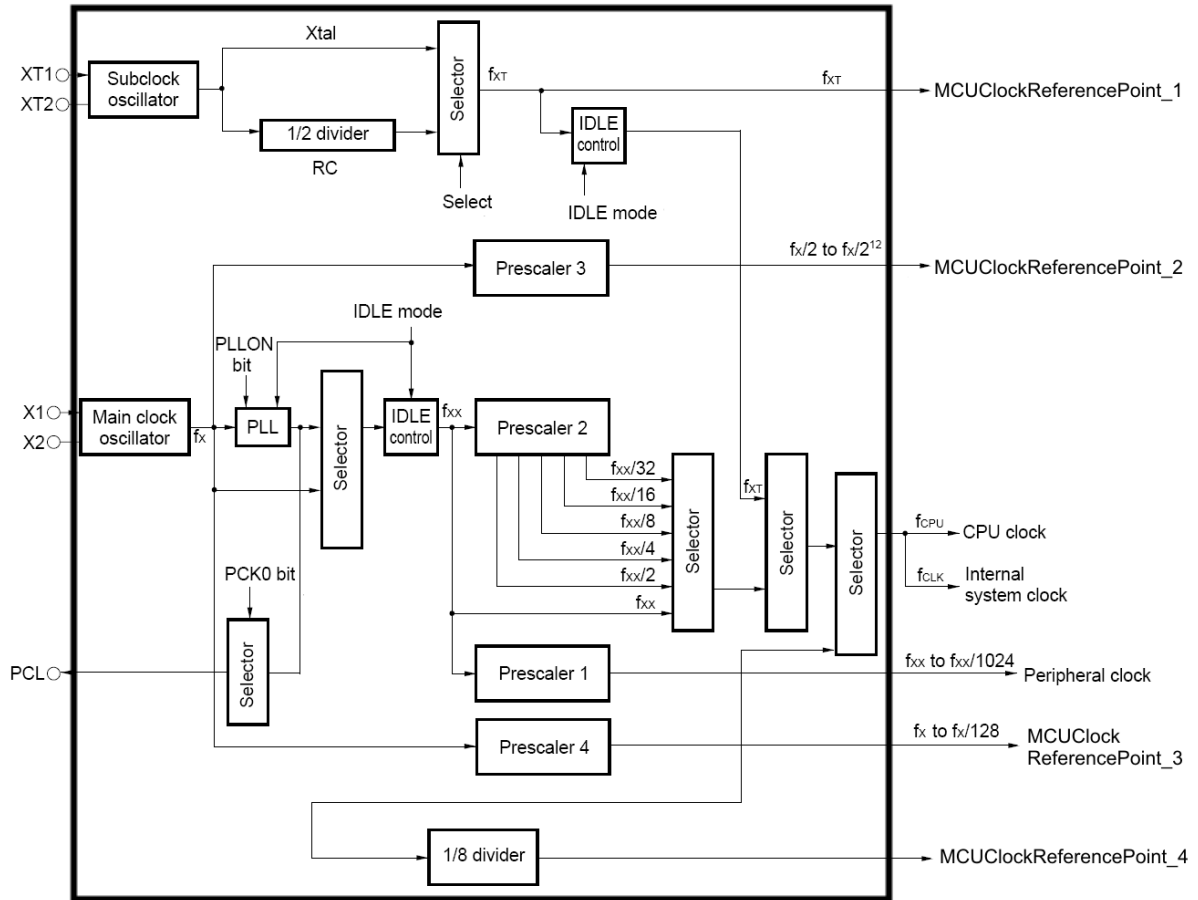 Xtal
XT1
XT2
Subclock
oscillator
1/2 divider
RC
Selector
Select
fXT
fXT
MCUClockReferencePoint_1
IDLE
control
IDLE mode
Prescaler 3
fX/2 to fX/2¹²
MCUClockReferencePoint_2
IDLE mode
PLLON
bit
X1
X2
Main clock
oscillator
fX
PLL
Selector
IDLE
control
fXX
Prescaler 2
fXX/32
fXX/16
fXX/8
fXX/4
fXX/2
fXX
Selector
fXT
Selector
Selector
fCPU
CPU clock
fCLK
Internal
system clock
PCK0 bit
PCL
Selector
Prescaler 1
fXX to fXX/1024
Peripheral clock
Prescaler 4
fX to fX/128
MCUClock
ReferencePoint_3
1/8 divider
MCUClockReferencePoint_4